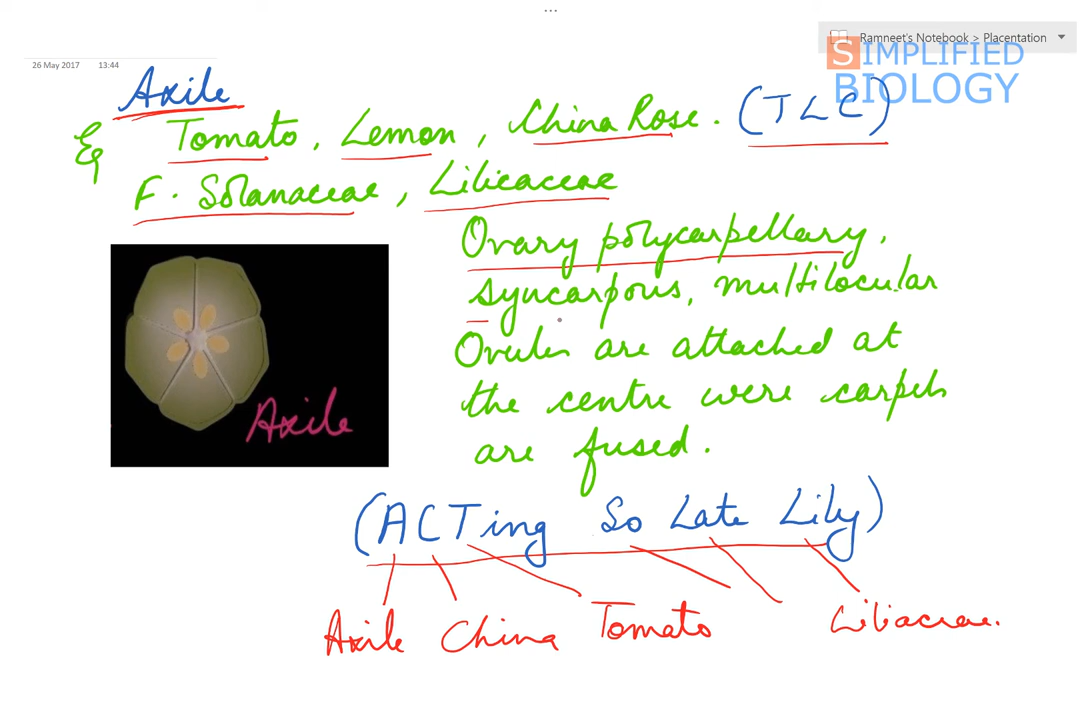 Ramneet's Notebook > Placentation
SIMPLIFIED
BIOLOGY
26 May 2017 13:44
Axile
Eg Tomato, Lemon, China Rose. (TLC)
F. Solanaceae, Lilicaceae
Ovary polycarpellary,
syncarpous, multilocular
Ovules are attached at
the centre were carpels
are fused.
Axile
(ACTing So Late Lily)
Axile China Tomato Liliaceae.